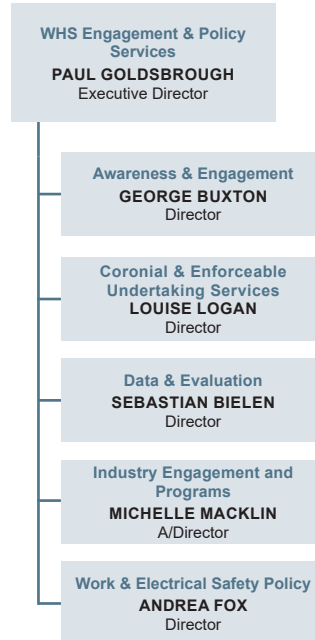 WHS Engagement & Policy
Services
PAUL GOLDSBROUGH
Executive Director
Awareness & Engagement
GEORGE BUXTON
Director
Coronial & Enforceable
Undertaking Services
LOUISE LOGAN
Director
Data & Evaluation
SEBASTIAN BIELEN
Director
Industry Engagement and
Programs
MICHELLE MACKLIN
A/Director
Work & Electrical Safety Policy
ANDREA FOX
Director